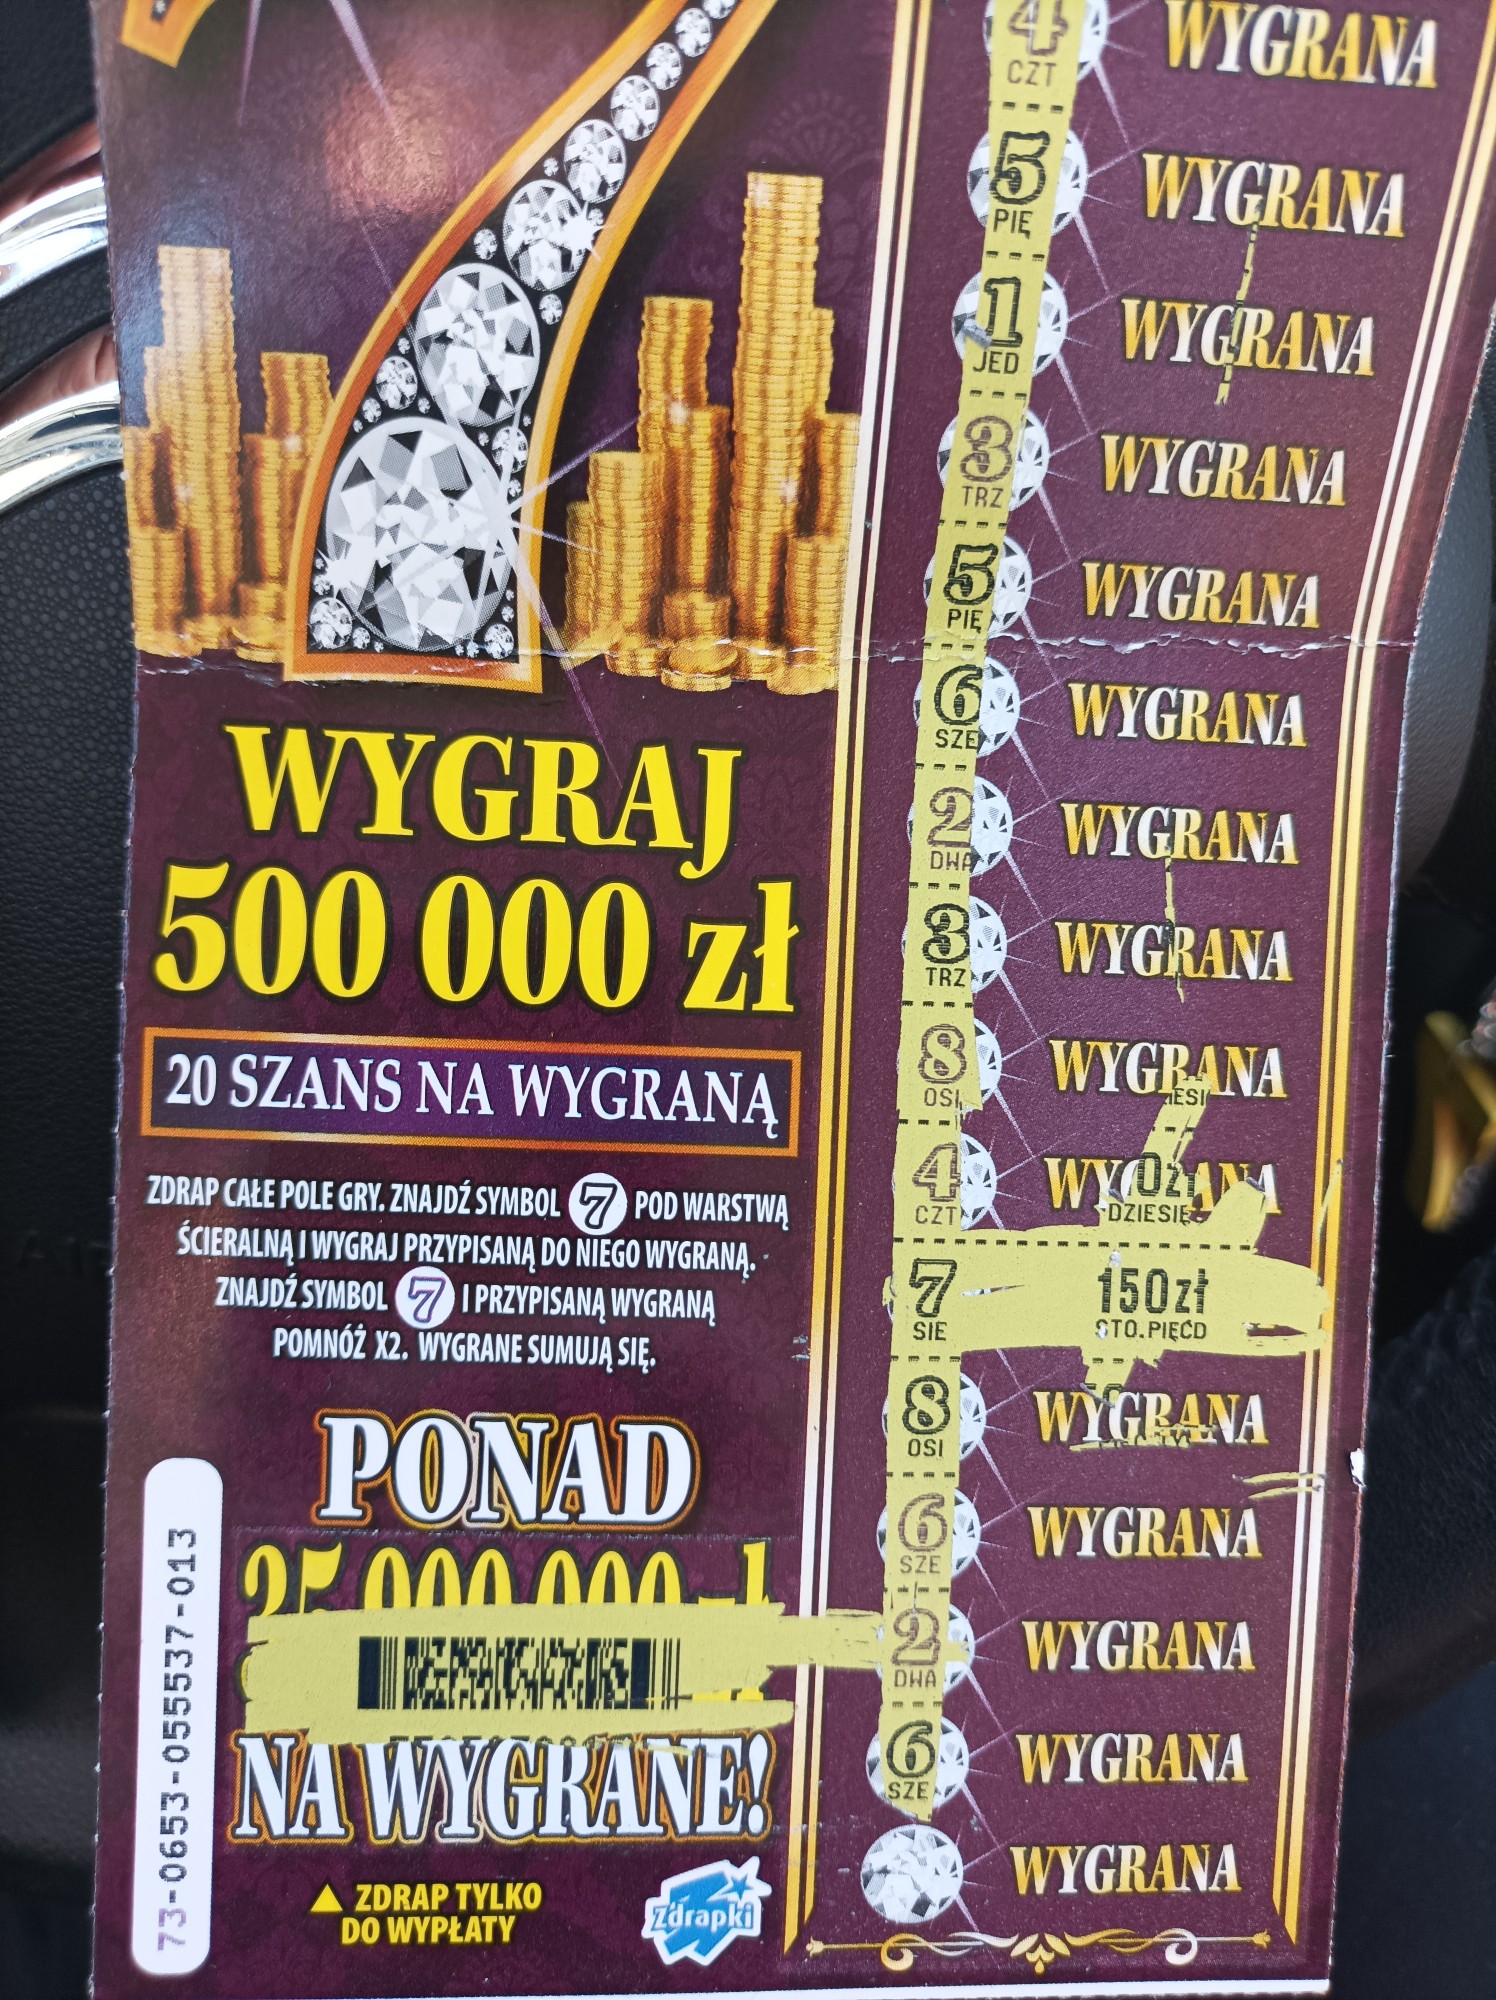 WYGRAJ
500 000 zł
20 SZANS NA WYGRANĄ
ZDRAP CAŁE POLE GRY. ZNAJDŹ SYMBOL 7 POD WARSTWĄ
ŚCIERALNĄ I WYGRAJ PRZYPISANĄ DO NIEGO WYGRANĄ.
ZNAJDŹ SYMBOL 7 I PRZYPISANĄ WYGRANĄ
POMNÓŻ X2. WYGRANE SUMUJĄ SIĘ.
PONAD
NA WYGRANE!
ZDRAP TYLKO
DO WYPŁATY
Zdrapki
73-0653-055537-013
4 WYGRANA
CZT
5 WYGRANA
PIĘ
1 WYGRANA
JED
3 WYGRANA
TRZ
5 WYGRANA
PIĘ
6 WYGRANA
SZE
2 WYGRANA
DWA
3 WYGRANA
TRZ
8 WYGRANA
OSI
4 WYGRANA
CZT DZIESIĘ
7 150zł
SIE STO.PIĘCD
8 WYGRANA
OSI
6 WYGRANA
SZE
2 WYGRANA
DWA
6 WYGRANA
SZE
WYGRANA